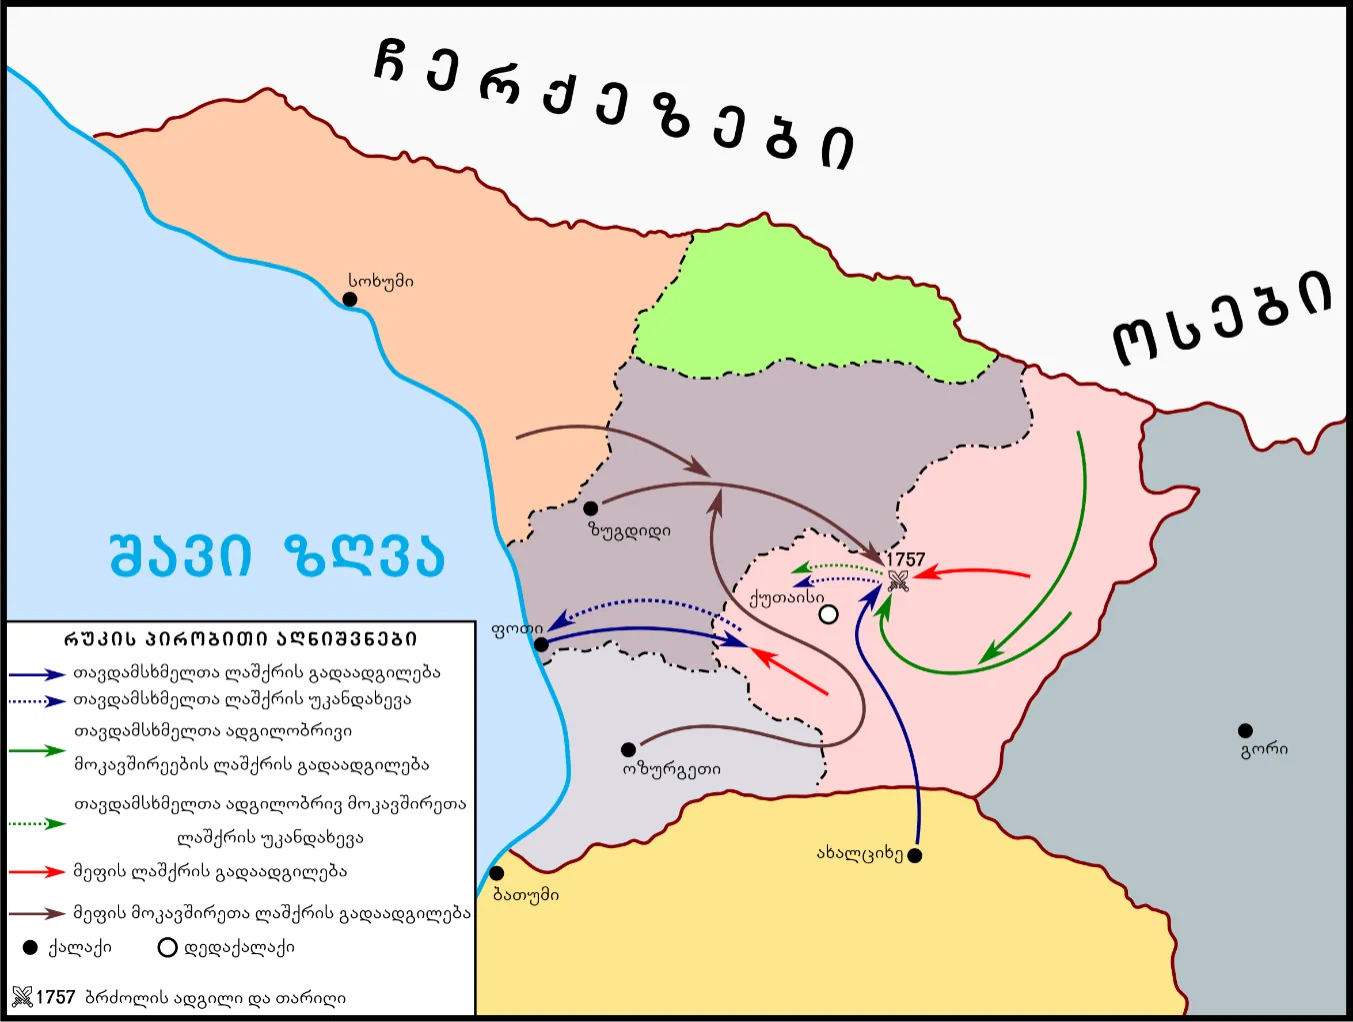 ჩერქეზები
ოსები
სოხუმი
შავი ზღვა
ზუგდიდი
1757
ქუთაისი
ფოთი
ოზურგეთი
გორი
ახალციხე
ბათუმი
რუკის პირობითი აღნიშვნები
თავდამსხმელთა ლაშქრის გადაადგილება
თავდამსხმელთა ლაშქრის უკანდახევა
თავდამსხმელთა ადგილობრივი
მოკავშირეების ლაშქრის გადაადგილება
თავდამსხმელთა ადგილობრივ მოკავშირეთა
ლაშქრის უკანდახევა
მეფის ლაშქრის გადაადგილება
მეფის მოკავშირეთა ლაშქრის გადაადგილება
ქალაქი დედაქალაქი
1757 ბრძოლის ადგილი და თარიღი